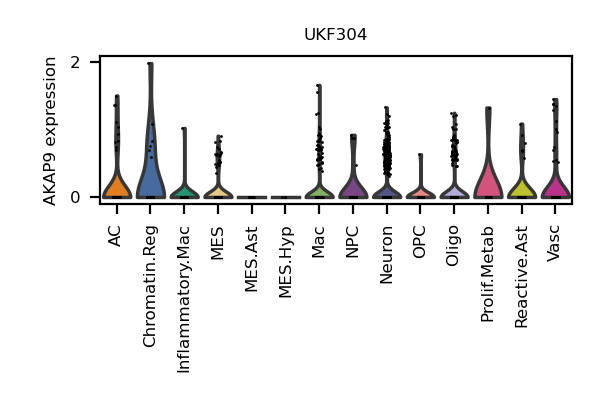 UKF304
AKAP9 expression
2
0
AC
Chromatin.Reg
Inflammatory.Mac
MES
MES.Ast
MES.Hyp
Mac
NPC
Neuron
OPC
Oligo
Prolif.Metab
Reactive.Ast
Vasc